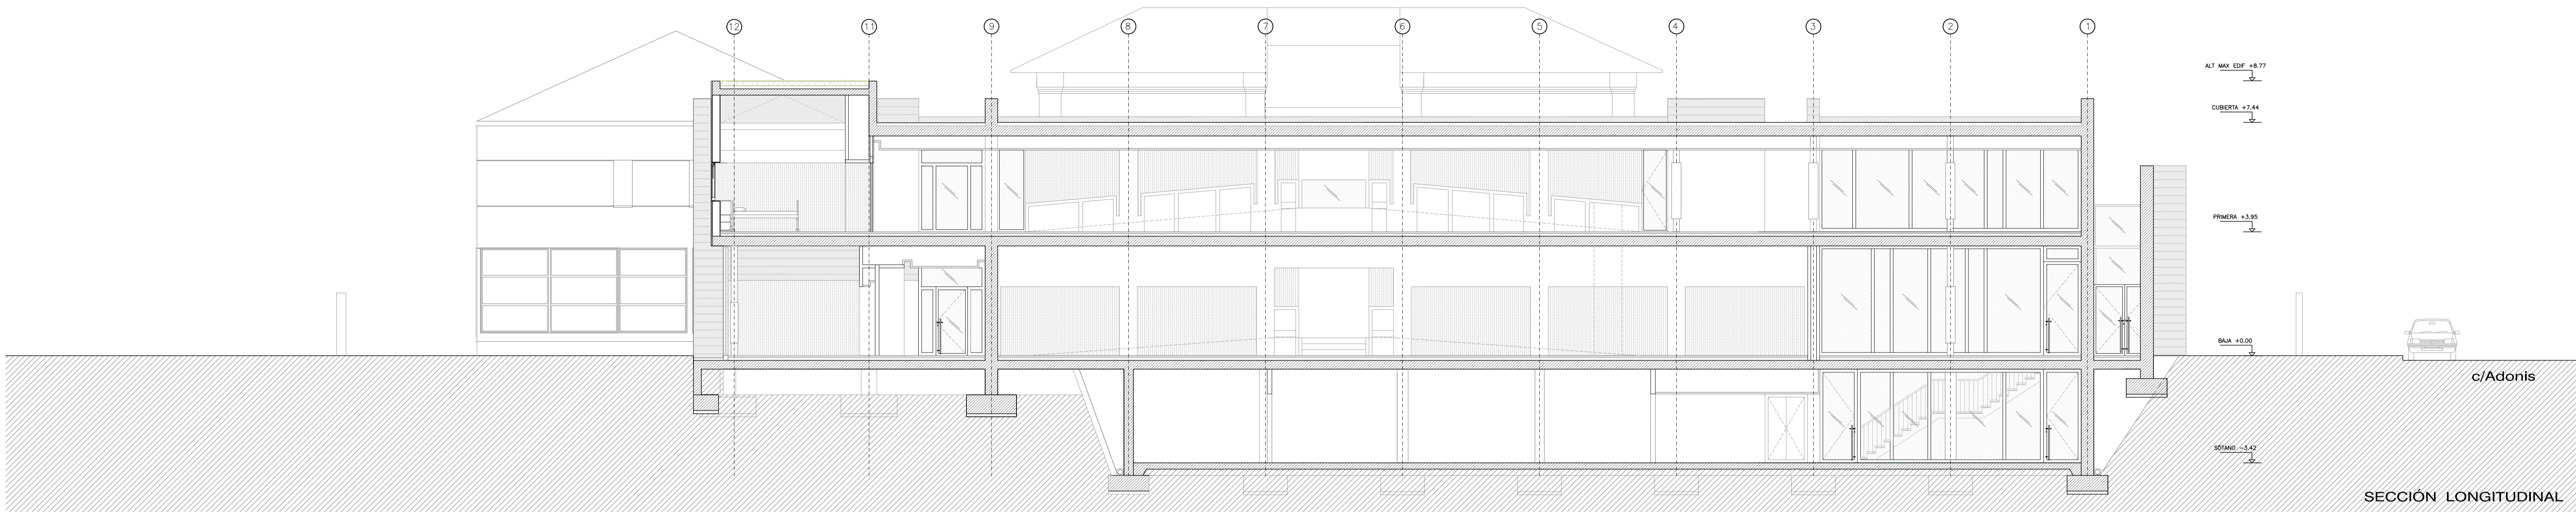 12 11 9 8 7 6 5 4 3 2 1
ALT MAX EDIF +8.77
CUBIERTA +7.44
PRIMERA +3.95
BAJA +0.00
c/Adonis
SÓTANO -3.42
SECCIÓN LONGITUDINAL